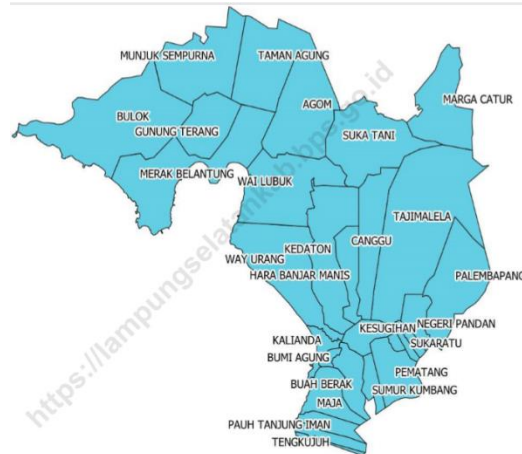 MUNJUK SEMPURNA
TAMAN AGUNG
MARGA CATUR
AGOM
BULOK
GUNUNG TERANG
SUKA TANI
MERAK BELANTUNG
WAI LUBUK
TAJIMALELA
CANGGU
KEDATON
WAY URANG
HARA BANJAR MANIS
PALEMBAPANG
KESUGIHAN
NEGERI PANDAN
KALIANDA
SUKARATU
BUMI AGUNG
PEMATANG
BUAH BERAK
SUMUR KUMBANG
MAJA
PAUH TANJUNG IMAN
TENGKUJUH
https://lampungselatankab.bps.go.id